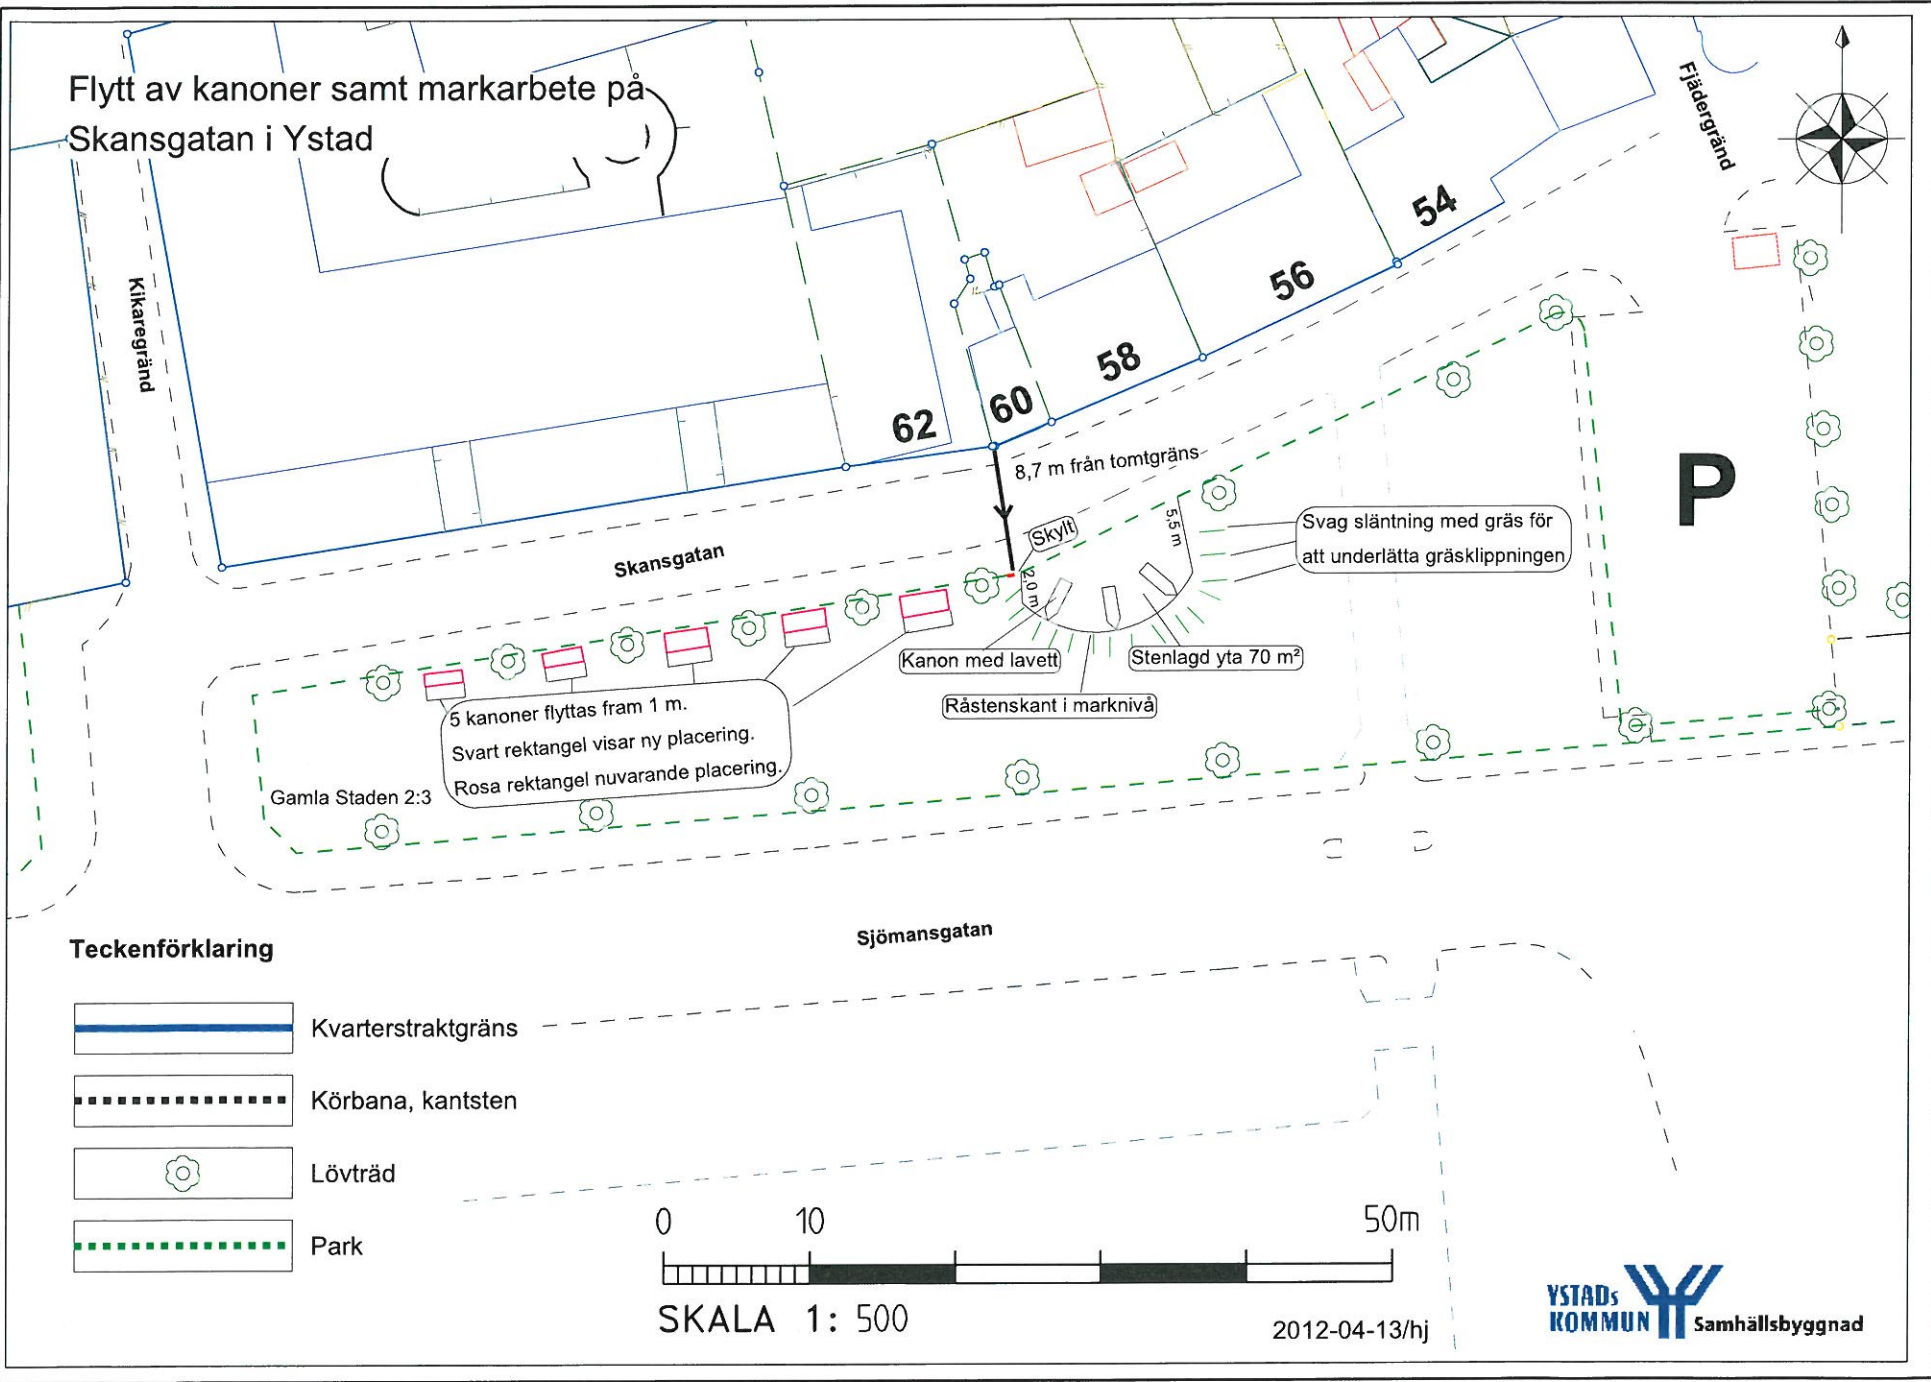 Flytt av kanoner samt markarbete på
Skansgatan i Ystad
Fjädergränd
Kikaregränd
54
56
58
60
62
P
8,7 m från tomtgräns
Skylt
5,5 m
2,0 m
Svag släntning med gräs för
att underlätta gräsklippningen
Skansgatan
Kanon med lavett
Stenlagd yta 70 m²
Råstenskant i marknivå
5 kanoner flyttas fram 1 m.
Svart rektangel visar ny placering.
Rosa rektangel nuvarande placering.
Gamla Staden 2:3
Sjömansgatan
Teckenförklaring
Kvarterstraktgräns
Körbana, kantsten
Lövträd
Park
0 10 50m
SKALA 1: 500
2012-04-13/hj
YSTADs
KOMMUN Samhällsbyggnad